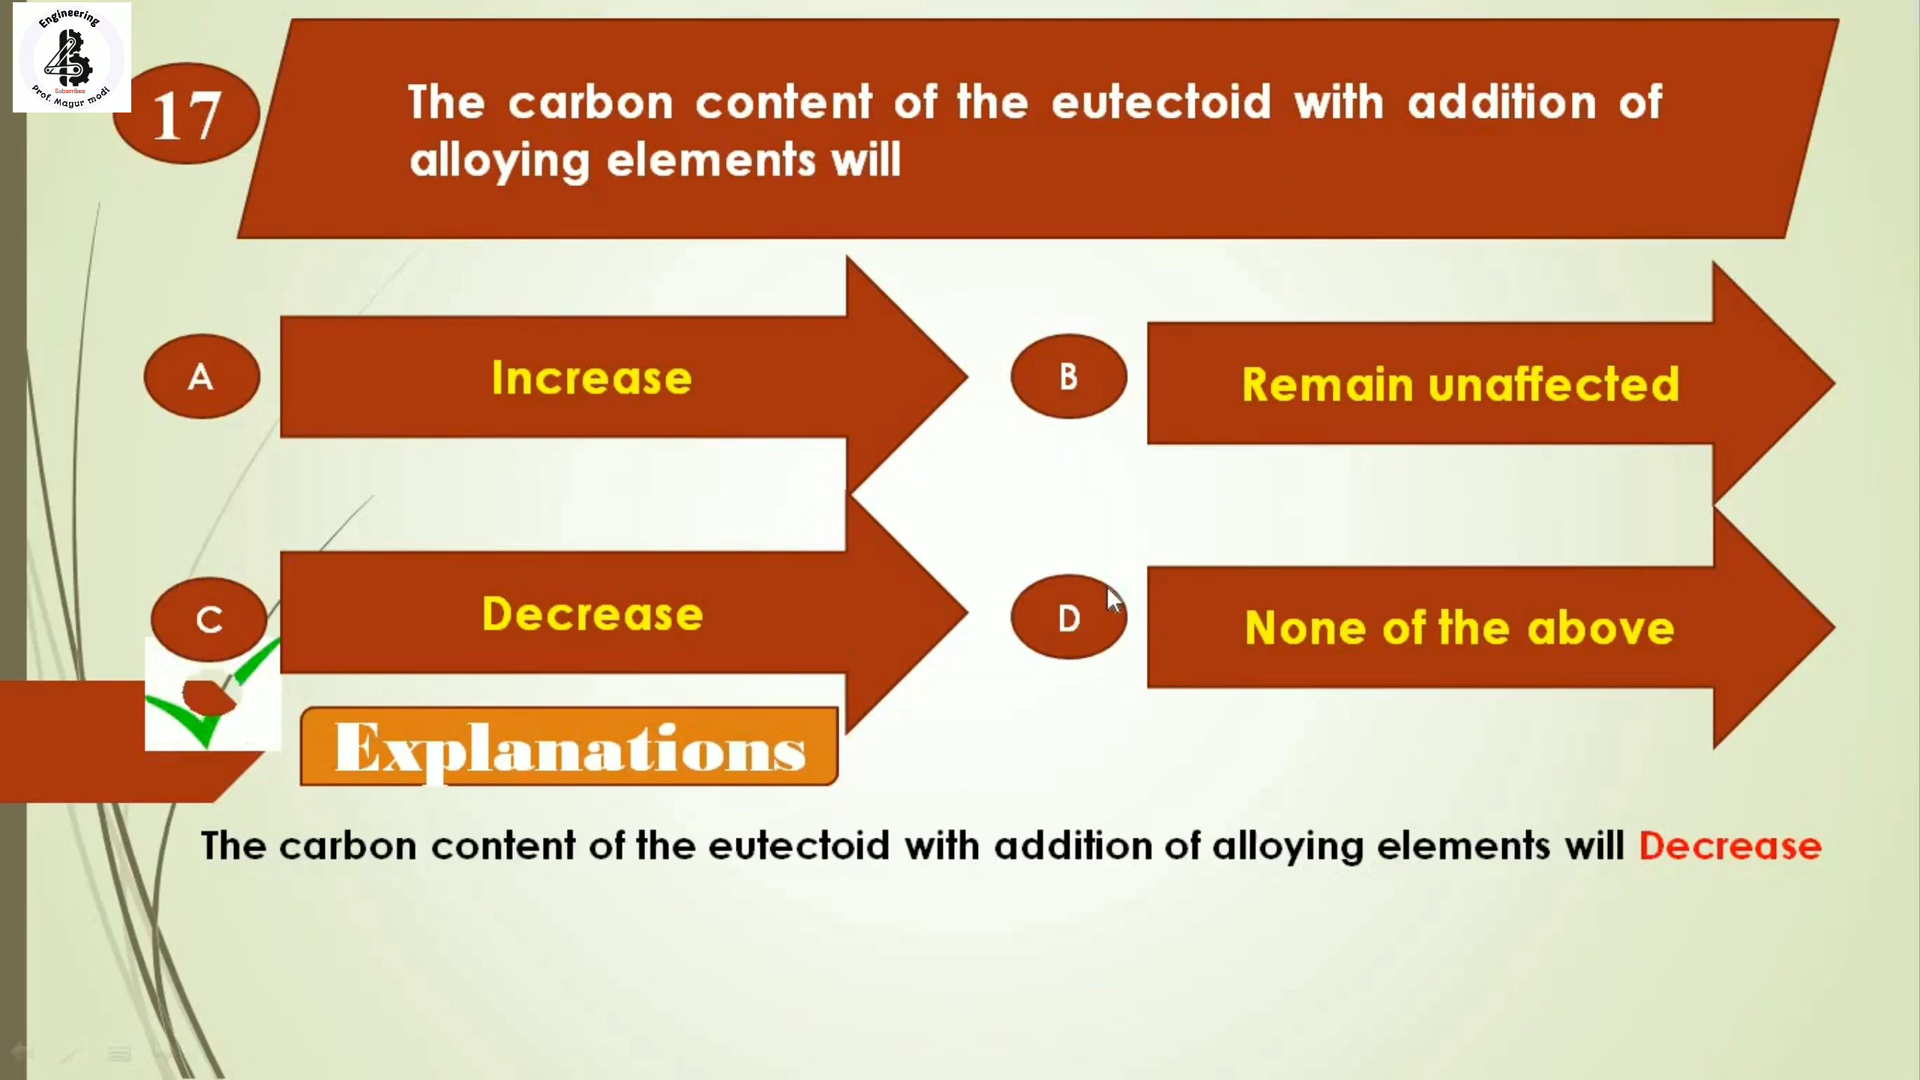 Engineering
Subscribes
Prof. Mayur modi
17
The carbon content of the eutectoid with addition of
alloying elements will
A
Increase
B
Remain unaffected
C
Decrease
D
None of the above
Explanations
The carbon content of the eutectoid with addition of alloying elements will Decrease